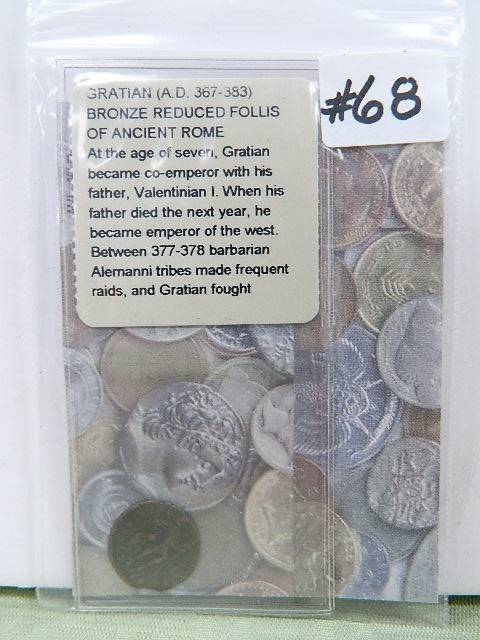 GRATIAN (A.D. 367-383)
BRONZE REDUCED FOLLIS
OF ANCIENT ROME
At the age of seven, Gratian
became co-emperor with his
father, Valentinian I. When his
father died the next year, he
became emperor of the west.
Between 377-378 barbarian
Alemanni tribes made frequent
raids, and Gratian fought
#68